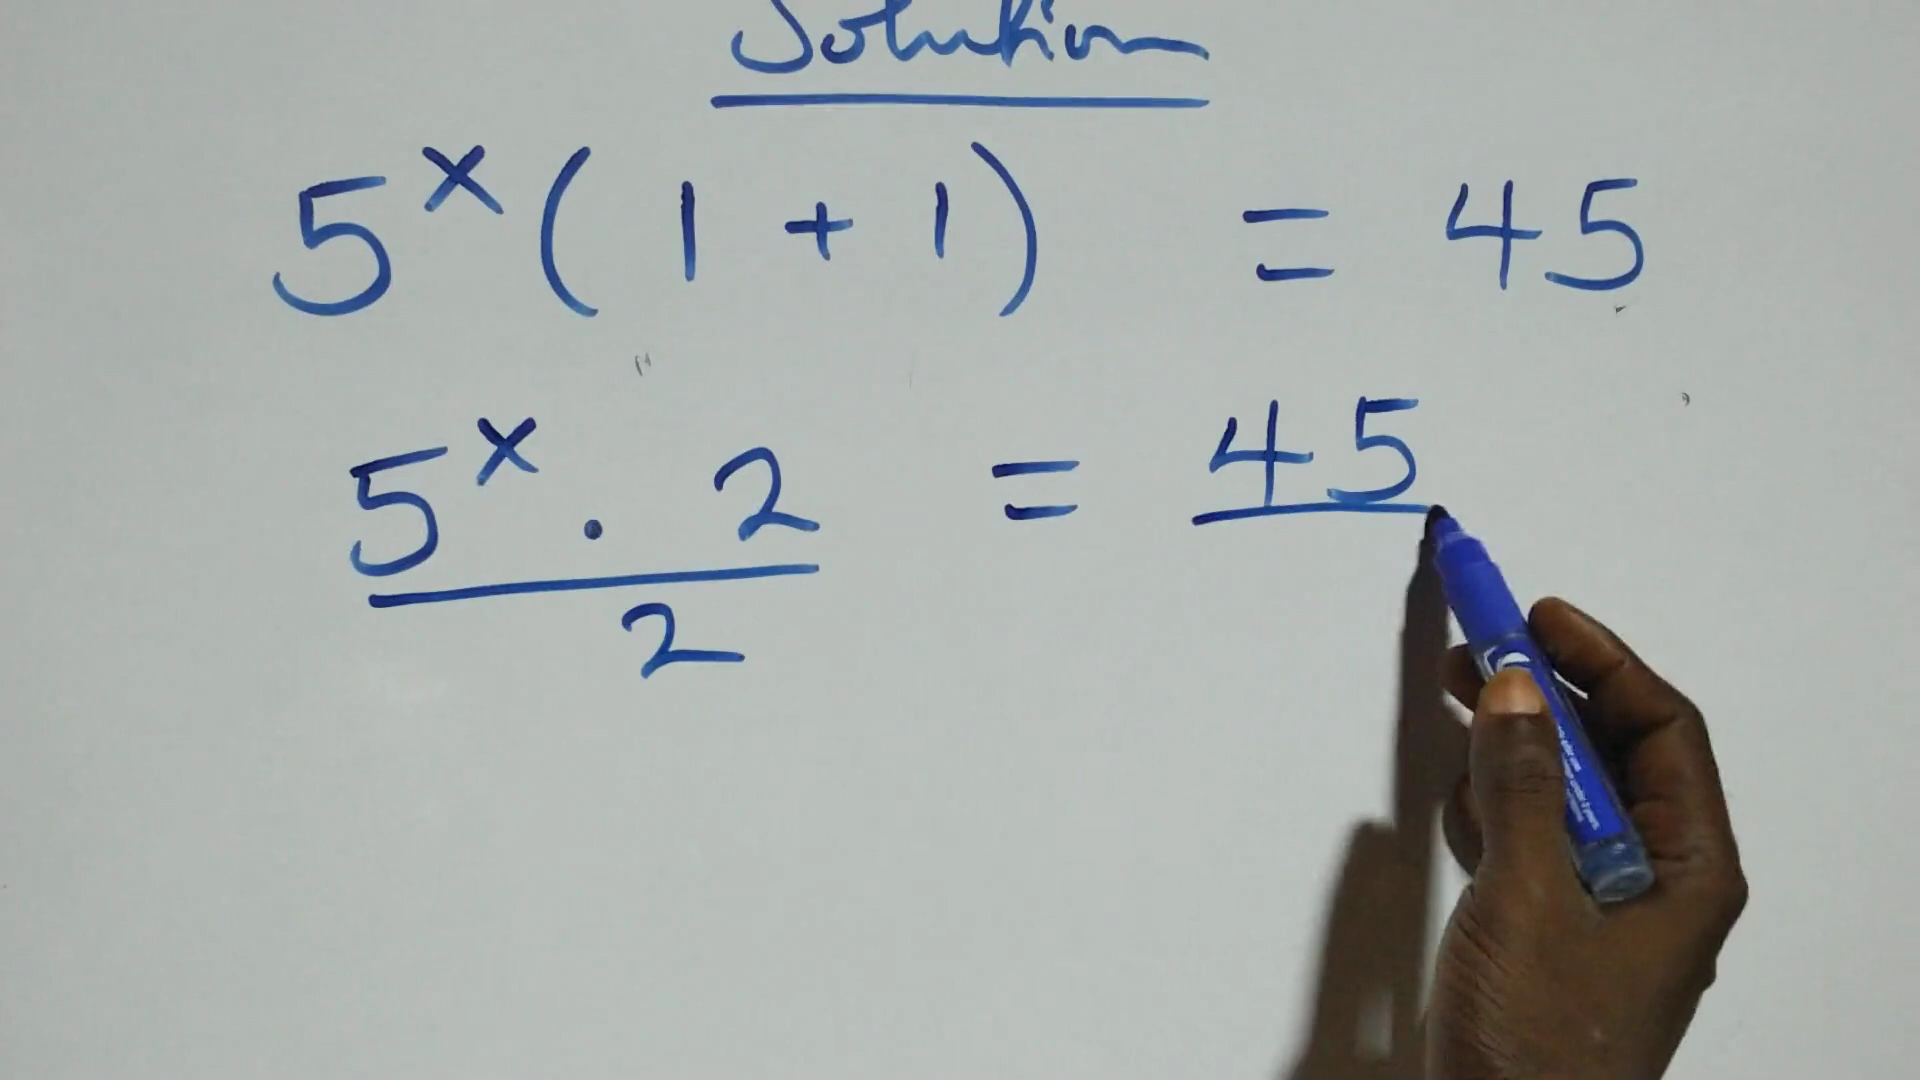 Solution
5^x ( 1 + 1 ) = 45
5^x . 2 = 45
2